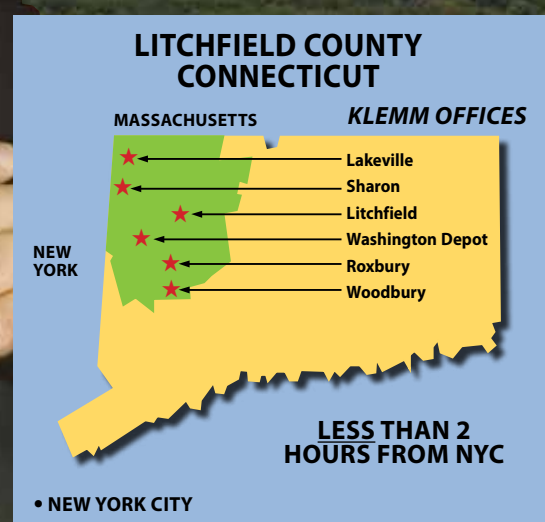 LITCHFIELD COUNTY
CONNECTICUT
MASSACHUSETTS
KLEMM OFFICES
Lakeville
Sharon
Litchfield
Washington Depot
Roxbury
Woodbury
NEW
YORK
LESS THAN 2
HOURS FROM NYC
• NEW YORK CITY